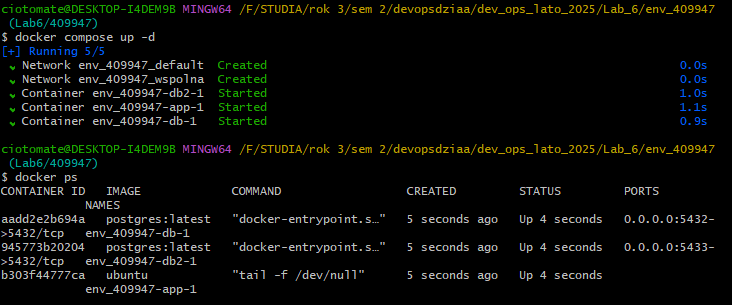 ciotomate@DESKTOP-I4DEM9B MINGW64 /F/STUDIA/rok 3/sem 2/devopsdziaa/dev_ops_lato_2025/Lab_6/env_409947
(Lab6/409947)
$ docker compose up -d
[+] Running 5/5
✔ Network env_409947_default  Created 0.0s
✔ Network env_409947_wspolna  Created 0.0s
✔ Container env_409947-db2-1  Started 1.0s
✔ Container env_409947-app-1  Started 1.1s
✔ Container env_409947-db-1   Started 0.9s
ciotomate@DESKTOP-I4DEM9B MINGW64 /F/STUDIA/rok 3/sem 2/devopsdziaa/dev_ops_lato_2025/Lab_6/env_409947
(Lab6/409947)
$ docker ps
CONTAINER ID   IMAGE             COMMAND                  CREATED         STATUS         PORTS
NAMES
aadd2e2b694a   postgres:latest   "docker-entrypoint.s…"   5 seconds ago   Up 4 seconds   0.0.0.0:5432-
>5432/tcp   env_409947-db-1
945773b20204   postgres:latest   "docker-entrypoint.s…"   5 seconds ago   Up 4 seconds   0.0.0.0:5433-
>5432/tcp   env_409947-db2-1
b303f44777ca   ubuntu            "tail -f /dev/null"      5 seconds ago   Up 4 seconds
env_409947-app-1